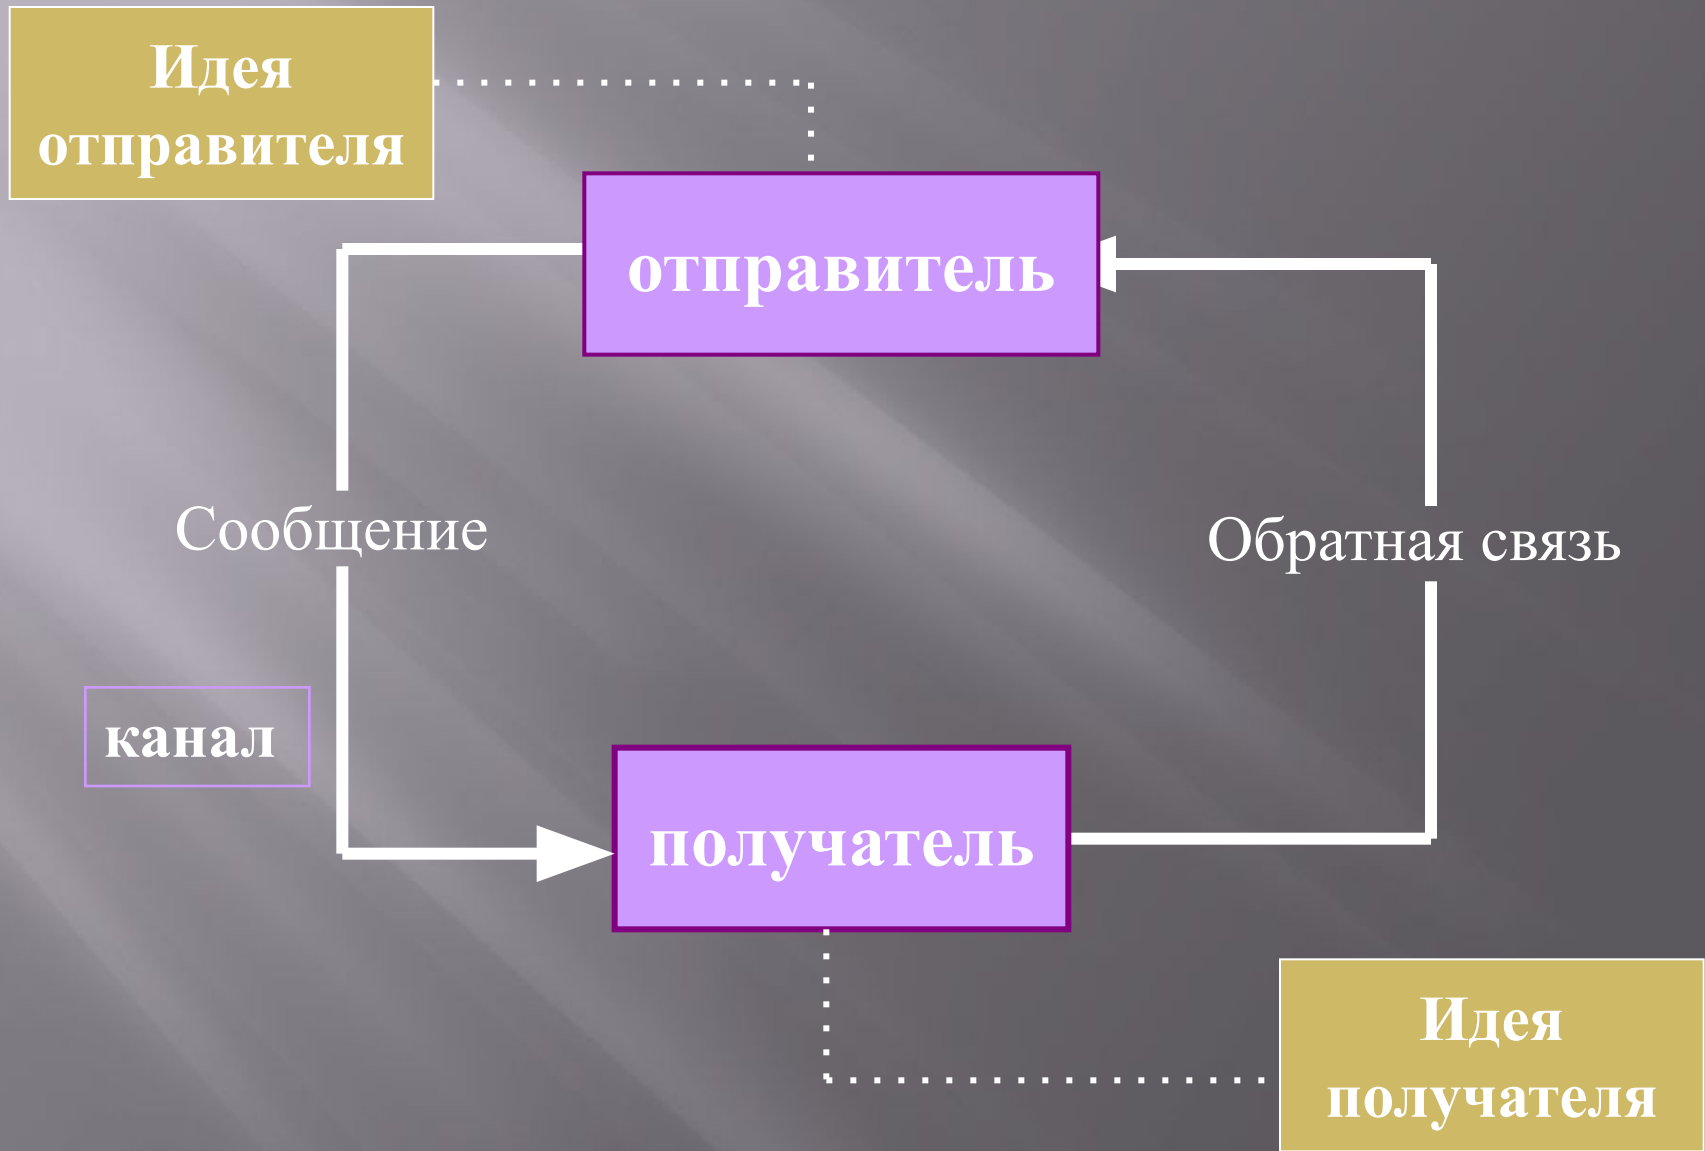 Идея
отправителя
отправитель
Сообщение
Обратная связь
канал
получатель
Идея
получателя